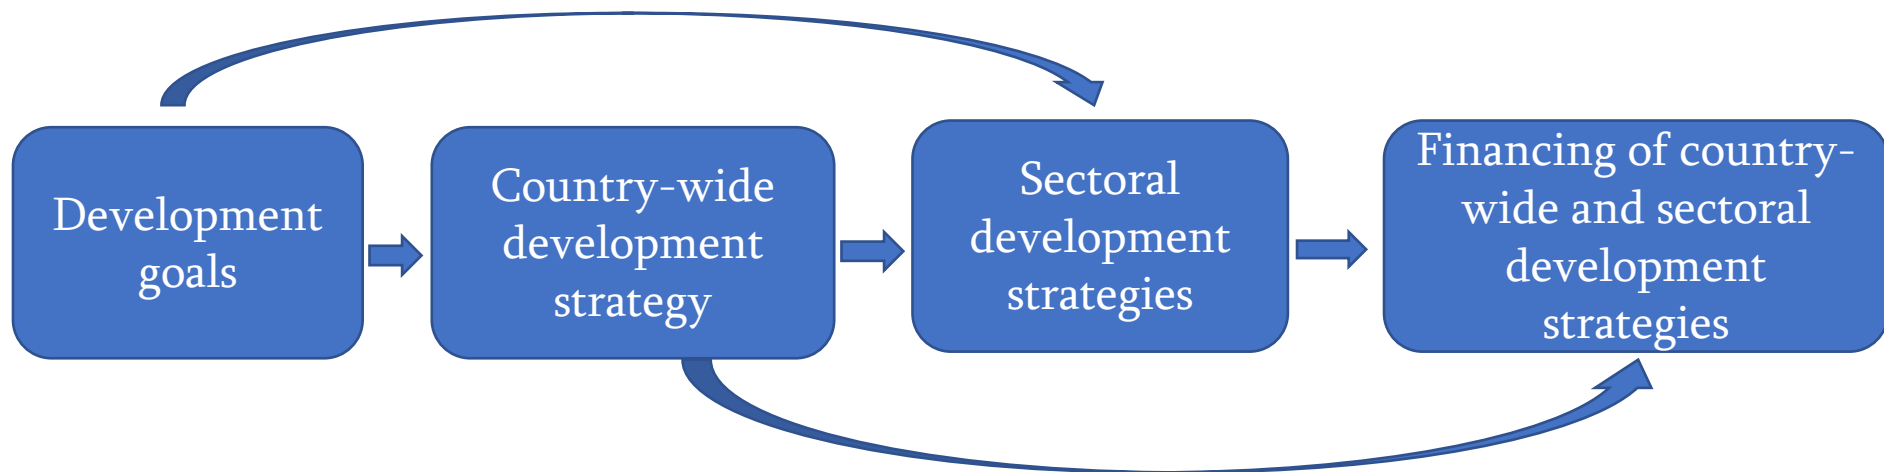 Development
goals
Country-wide
development
strategy
Sectoral
development
strategies
Financing of country-
wide and sectoral
development
strategies